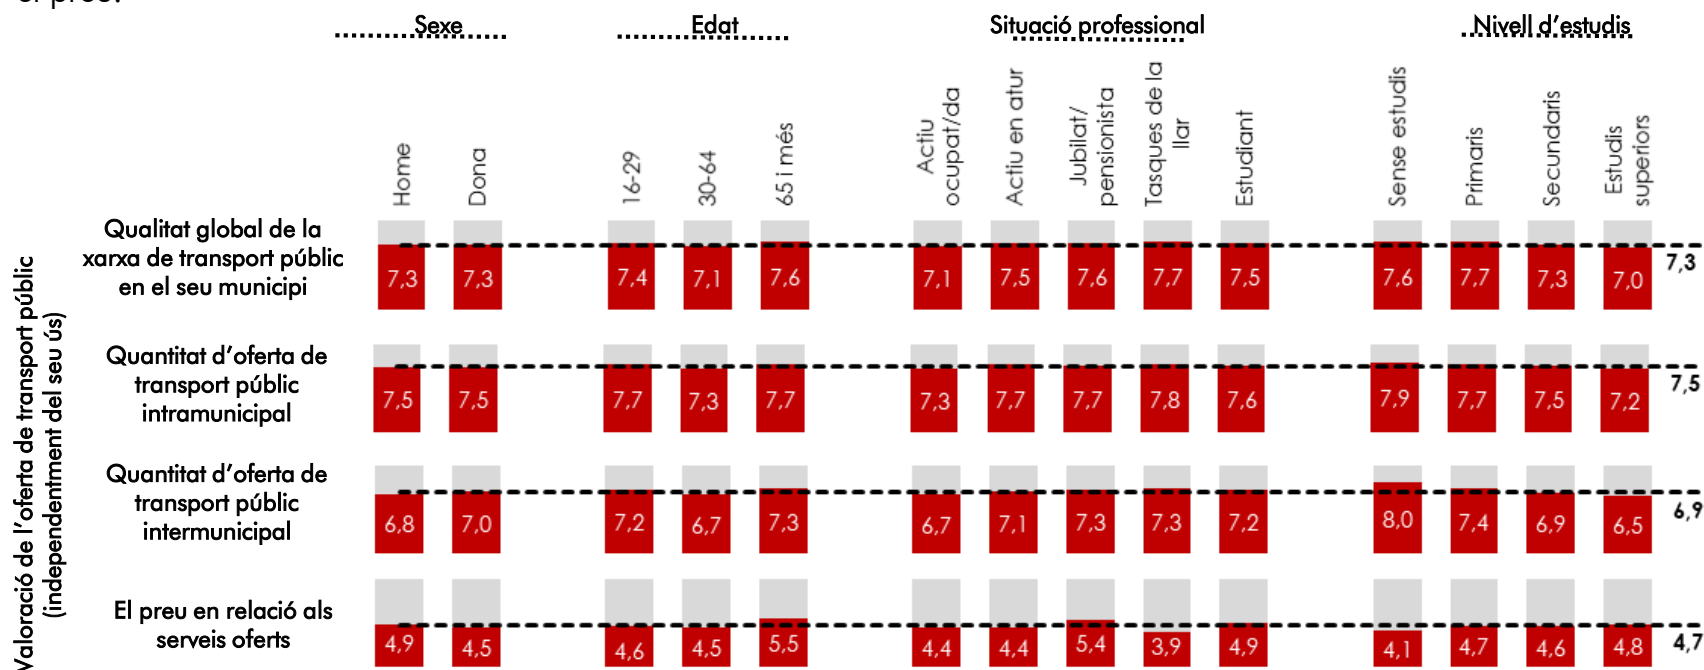 el preu.
Sexe Edat Situació professional Nivell d'estudis
Home Dona 16-29 30-64 65 i més Actiu ocupat/da Actiu en atur Jubilat/ pensionista Tasques de la llar Estudiant Sense estudis Primaris Secundaris Estudis superiors
Valoració de l'oferta de transport públic
(independentment del seu ús)
Qualitat global de la
xarxa de transport públic
en el seu municipi
7,3 7,3 7,4 7,1 7,6 7,1 7,5 7,6 7,7 7,5 7,6 7,7 7,3 7,0 7,3
Quantitat d'oferta de
transport públic
intramunicipal
7,5 7,5 7,7 7,3 7,7 7,3 7,7 7,7 7,8 7,6 7,9 7,7 7,5 7,2 7,5
Quantitat d'oferta de
transport públic
intermunicipal
6,8 7,0 7,2 6,7 7,3 6,7 7,1 7,3 7,3 7,2 8,0 7,4 6,9 6,5 6,9
El preu en relació als
serveis oferts
4,9 4,5 4,6 4,5 5,5 4,4 4,4 5,4 3,9 4,9 4,1 4,7 4,6 4,8 4,7